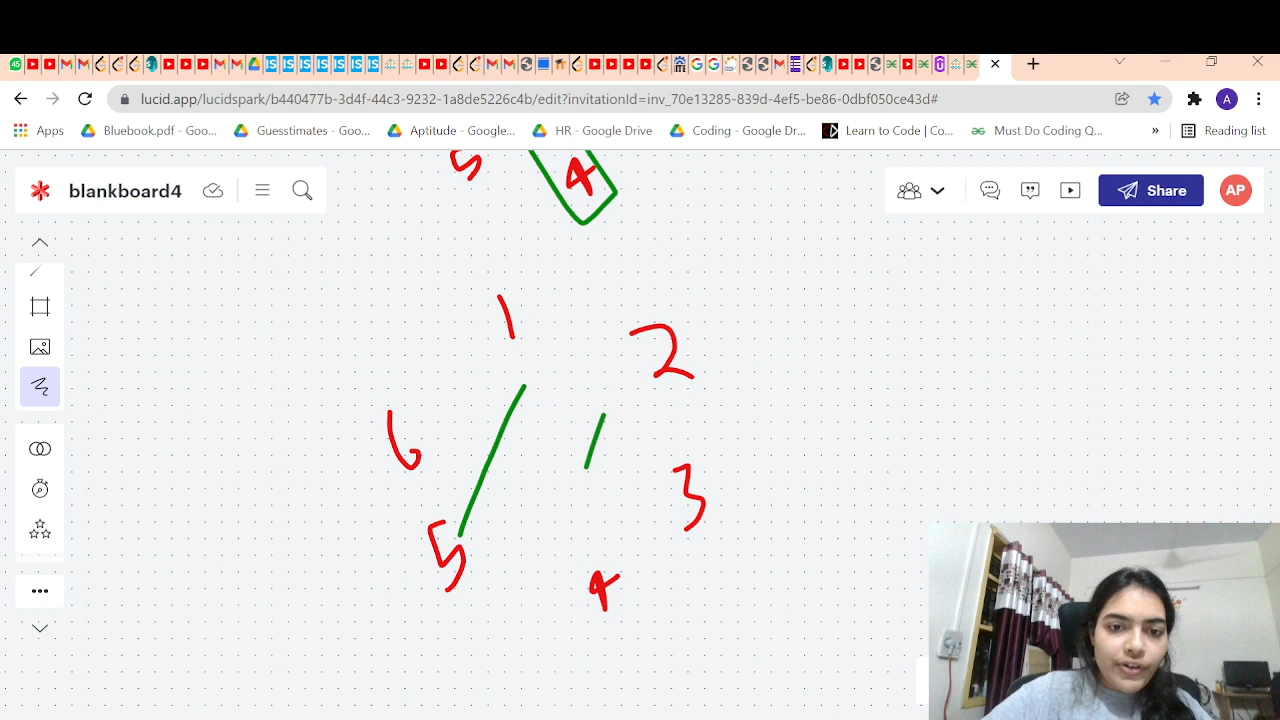 lucid.app/lucidspark/b440477b-3d4f-44c3-9232-1a8de5226c4b/edit?invitationId=inv_70e13285-839d-4ef5-be86-0dbf050ce43d#
A
Apps
Bluebook.pdf - Goo...
Guesstimates - Goo...
Aptitude - Google...
HR - Google Drive
Coding - Google Dr...
Learn to Code | Co...
Must Do Coding Q...
»
Reading list
5
4
blankboard4
Share
AP
1
2
6
3
5
4